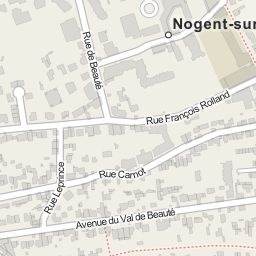 Nogent-sur
Rue de Beauté
Rue François Rolland
Rue Leprince
Rue Carnot
Avenue du Val de Beauté